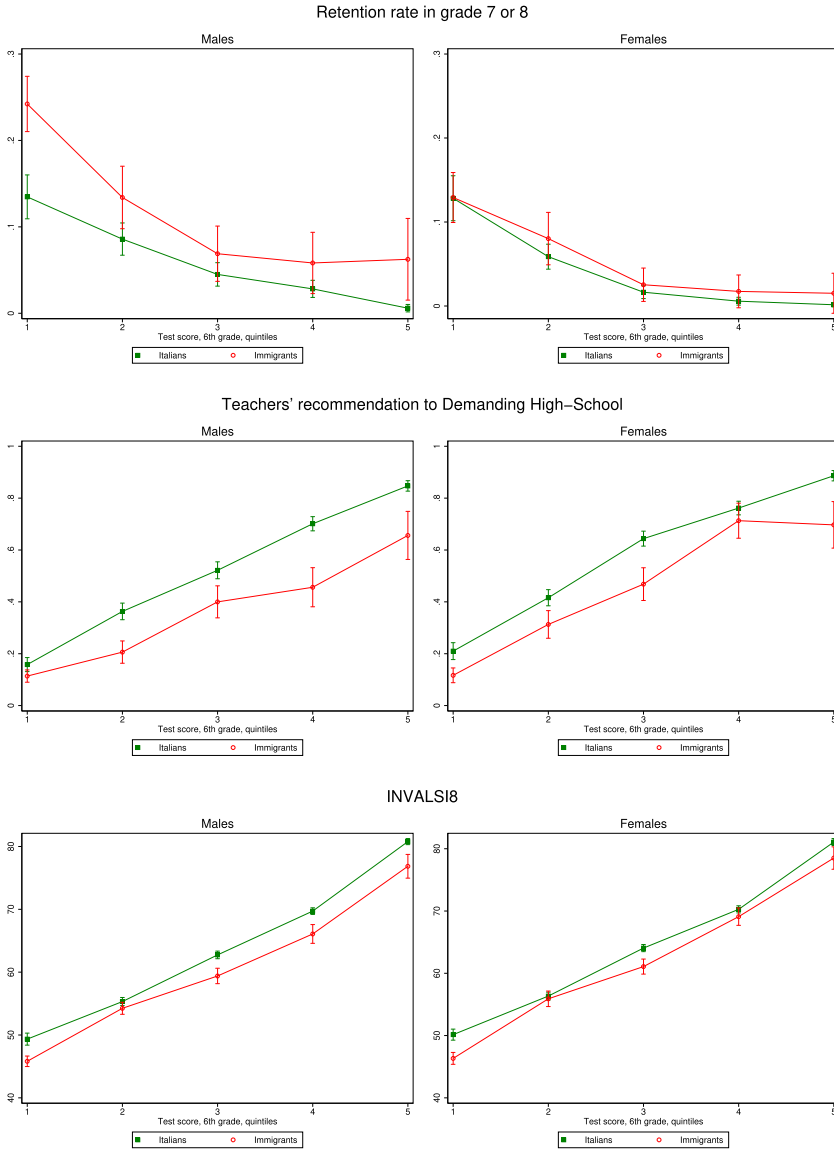 Retention rate in grade 7 or 8
Males
Females
.3
.2
.1
0
1 2 3 4 5
Test score, 6th grade, quintiles
Italians Immigrants
.3
.2
.1
0
1 2 3 4 5
Test score, 6th grade, quintiles
Italians Immigrants
Teachers' recommendation to Demanding High−School
Males
Females
1
.8
.6
.4
.2
0
1 2 3 4 5
Test score, 6th grade, quintiles
Italians Immigrants
1
.8
.6
.4
.2
0
1 2 3 4 5
Test score, 6th grade, quintiles
Italians Immigrants
INVALSI8
Males
Females
80
70
60
50
40
1 2 3 4 5
Test score, 6th grade, quintiles
Italians Immigrants
80
70
60
50
40
1 2 3 4 5
Test score, 6th grade, quintiles
Italians Immigrants